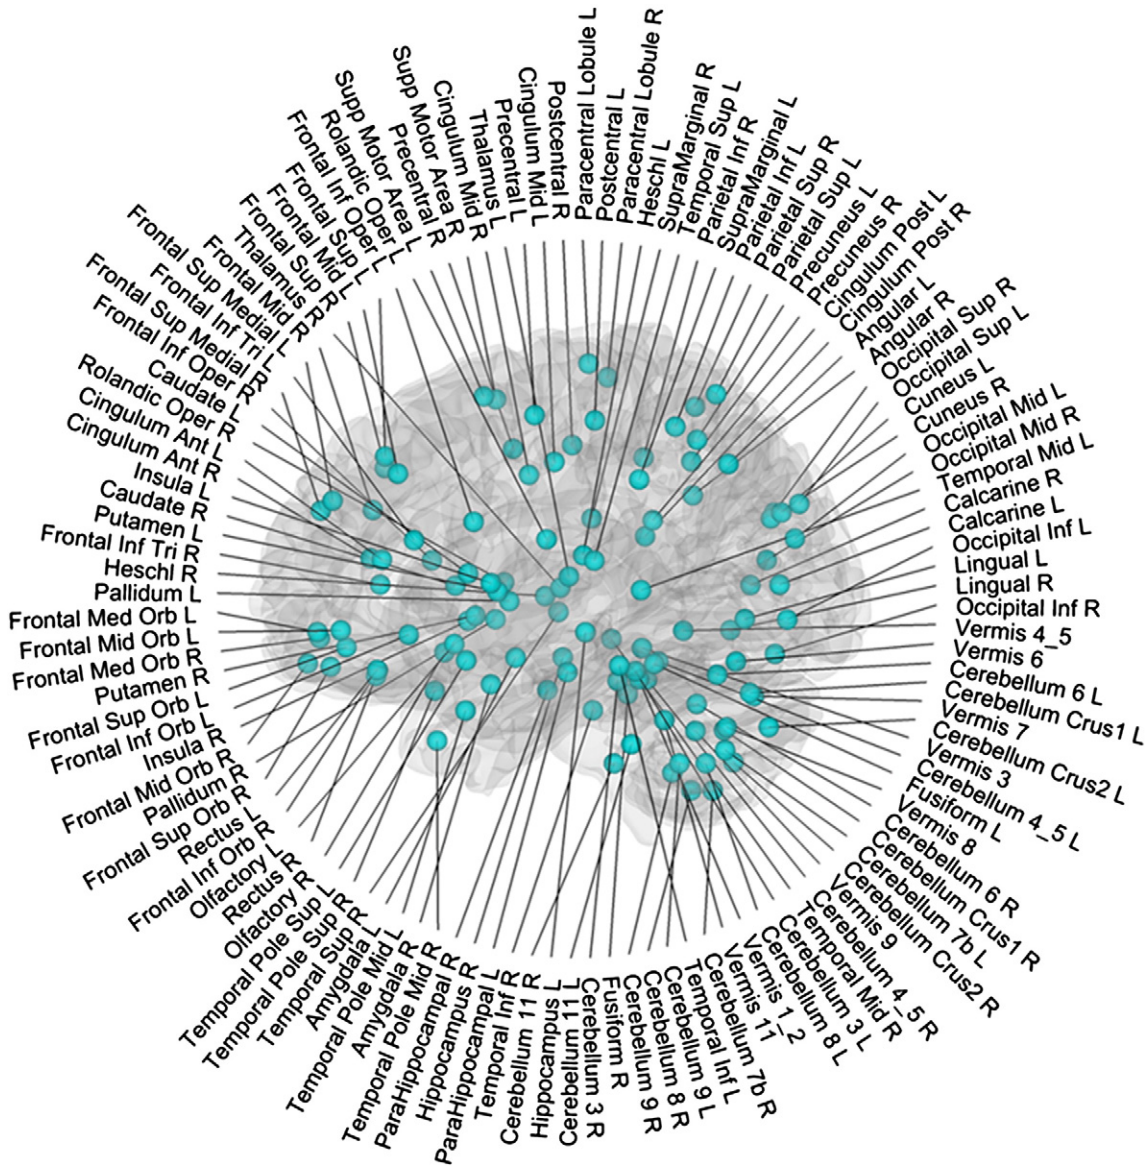 Paracentral Lobule L
Postcentral L
Paracentral Lobule R
Heschl L
SupraMarginal R
Temporal Sup L
Parietal Inf R
SupraMarginal L
Parietal Inf L
Parietal Sup R
Parietal Sup L
Precuneus L
Precuneus R
Cingulum Post L
Cingulum Post R
Angular L
Angular R
Occipital Sup R
Occipital Sup L
Cuneus L
Cuneus R
Occipital Mid L
Occipital Mid R
Temporal Mid L
Calcarine R
Calcarine L
Occipital Inf L
Lingual L
Lingual R
Occipital Inf R
Vermis 4_5
Vermis 6
Cerebellum 6 L
Cerebellum Crus1 L
Vermis 7
Cerebellum Crus2 L
Vermis 3
Cerebellum 4_5 L
Fusiform L
Vermis 8
Cerebellum 6 R
Cerebellum Crus1 R
Cerebellum 7b L
Cerebellum Crus2 R
Vermis 9
Cerebellum 4_5 R
Temporal Mid R
Cerebellum 3 L
Cerebellum 8 L
Vermis 1_2
Vermis 11
Cerebellum 7b R
Temporal Inf L
Cerebellum 9 L
Cerebellum 8 R
Cerebellum 9 R
Fusiform R
Cerebellum 3 R
Cerebellum 11 L
Hippocampus L
Cerebellum 11 R
Temporal Inf R
ParaHippocampal L
Hippocampus R
ParaHippocampal R
Temporal Pole Mid R
Amygdala R
Temporal Pole Mid L
Amygdala L
Temporal Sup R
Temporal Pole Sup R
Temporal Pole Sup L
Olfactory R
Rectus R
Olfactory L
Frontal Inf Orb R
Rectus L
Frontal Sup Orb R
Pallidum R
Frontal Mid Orb R
Insula R
Frontal Inf Orb L
Frontal Sup Orb L
Putamen R
Frontal Med Orb R
Frontal Mid Orb L
Frontal Med Orb L
Pallidum L
Heschl R
Frontal Inf Tri R
Putamen L
Caudate R
Insula L
Cingulum Ant R
Cingulum Ant L
Rolandic Oper R
Caudate L
Frontal Inf Oper R
Frontal Sup Medial R
Frontal Inf Tri L
Frontal Sup Medial L
Frontal Mid R
Thalamus R
Frontal Sup R
Frontal Mid L
Frontal Sup L
Frontal Inf Oper L
Rolandic Oper L
Supp Motor Area L
Precentral R
Supp Motor Area R
Cingulum Mid R
Thalamus L
Precentral L
Cingulum Mid L
Postcentral R